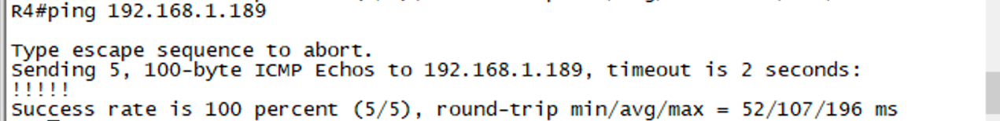 R4#ping 192.168.1.189
Type escape sequence to abort.
Sending 5, 100-byte ICMP Echos to 192.168.1.189, timeout is 2 seconds:
!!!!!
Success rate is 100 percent (5/5), round-trip min/avg/max = 52/107/196 ms